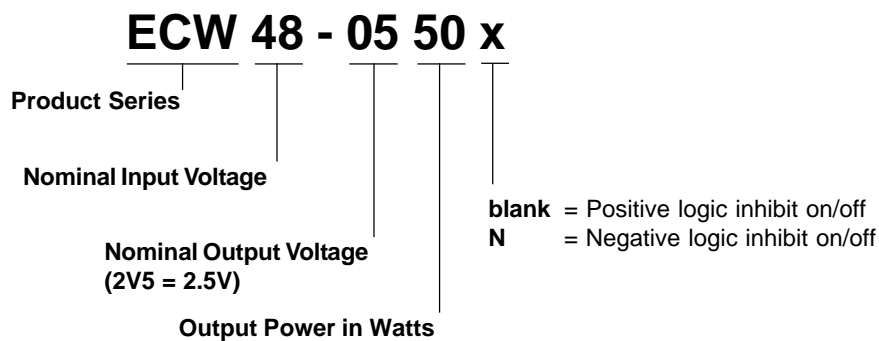 ECW 48 - 05 50 x
Product Series
Nominal Input Voltage
blank = Positive logic inhibit on/off
N = Negative logic inhibit on/off
Nominal Output Voltage
(2V5 = 2.5V)
Output Power in Watts